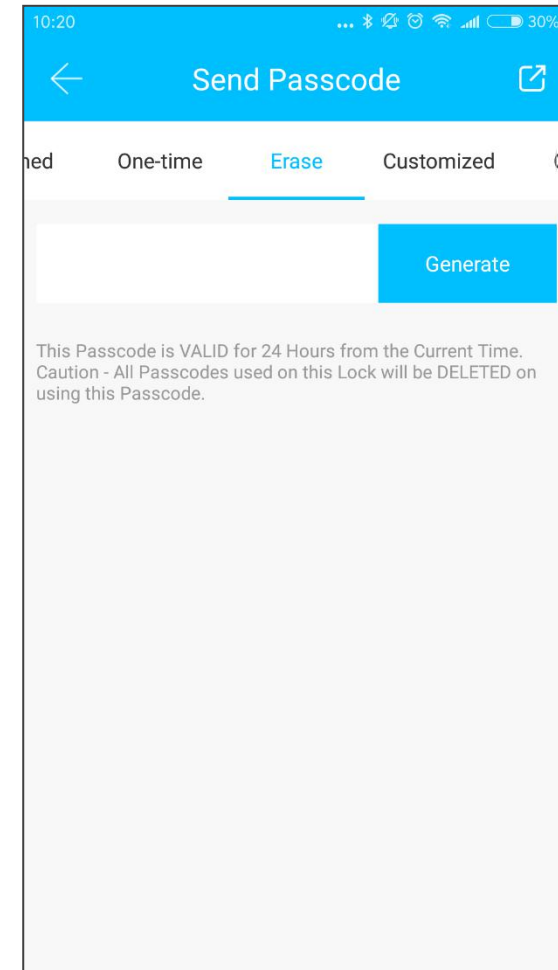 10:20 ... 30%
Send Passcode
One-time Erase Customized
Generate
This Passcode is VALID for 24 Hours from the Current Time.
Caution - All Passcodes used on this Lock will be DELETED on
using this Passcode.